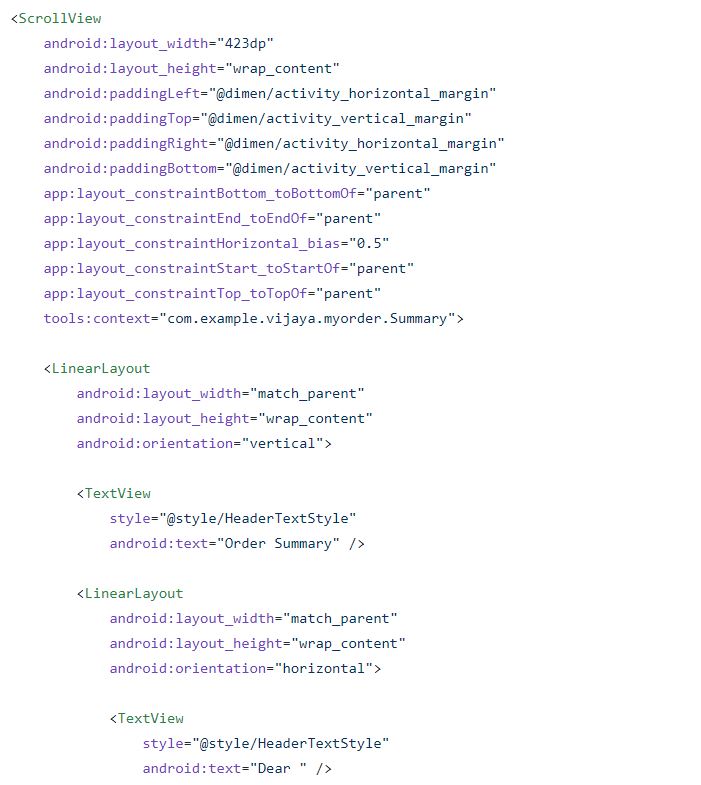 <ScrollView
    android:layout_width="423dp"
    android:layout_height="wrap_content"
    android:paddingLeft="@dimen/activity_horizontal_margin"
    android:paddingTop="@dimen/activity_vertical_margin"
    android:paddingRight="@dimen/activity_horizontal_margin"
    android:paddingBottom="@dimen/activity_vertical_margin"
    app:layout_constraintBottom_toBottomOf="parent"
    app:layout_constraintEnd_toEndOf="parent"
    app:layout_constraintHorizontal_bias="0.5"
    app:layout_constraintStart_toStartOf="parent"
    app:layout_constraintTop_toTopOf="parent"
    tools:context="com.example.vijaya.myorder.Summary">

    <LinearLayout
        android:layout_width="match_parent"
        android:layout_height="wrap_content"
        android:orientation="vertical">

        <TextView
            style="@style/HeaderTextStyle"
            android:text="Order Summary" />

        <LinearLayout
            android:layout_width="match_parent"
            android:layout_height="wrap_content"
            android:orientation="horizontal">

            <TextView
                style="@style/HeaderTextStyle"
                android:text="Dear " />